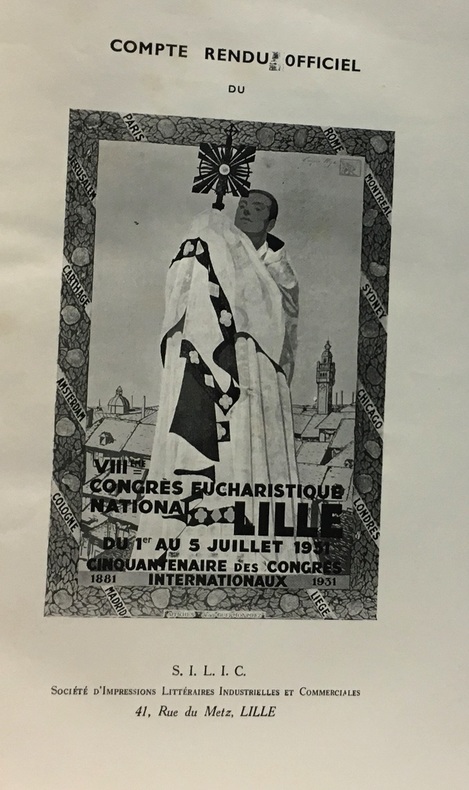 COMPTE RENDU OFFICIEL
DU
PARIS
ROME
JERUSALEM
MONTREAL
CARTHAGE
SYDNEY
AMSTERDAM
CHICAGO
COLOGNE
LONDRES
MADRID
LIEGE
VIIIÈME
CONGRÈS EUCHARISTIQUE
NATIONAL LILLE
DU 1er AU 5 JUILLET 1931
CINQUANTENAIRE DES CONGRÈS
1881 INTERNATIONAUX 1931
S. I. L. I. C.
SOCIÉTÉ D'IMPRESSIONS LITTÉRAIRES INDUSTRIELLES ET COMMERCIALES
41, Rue du Metz, LILLE